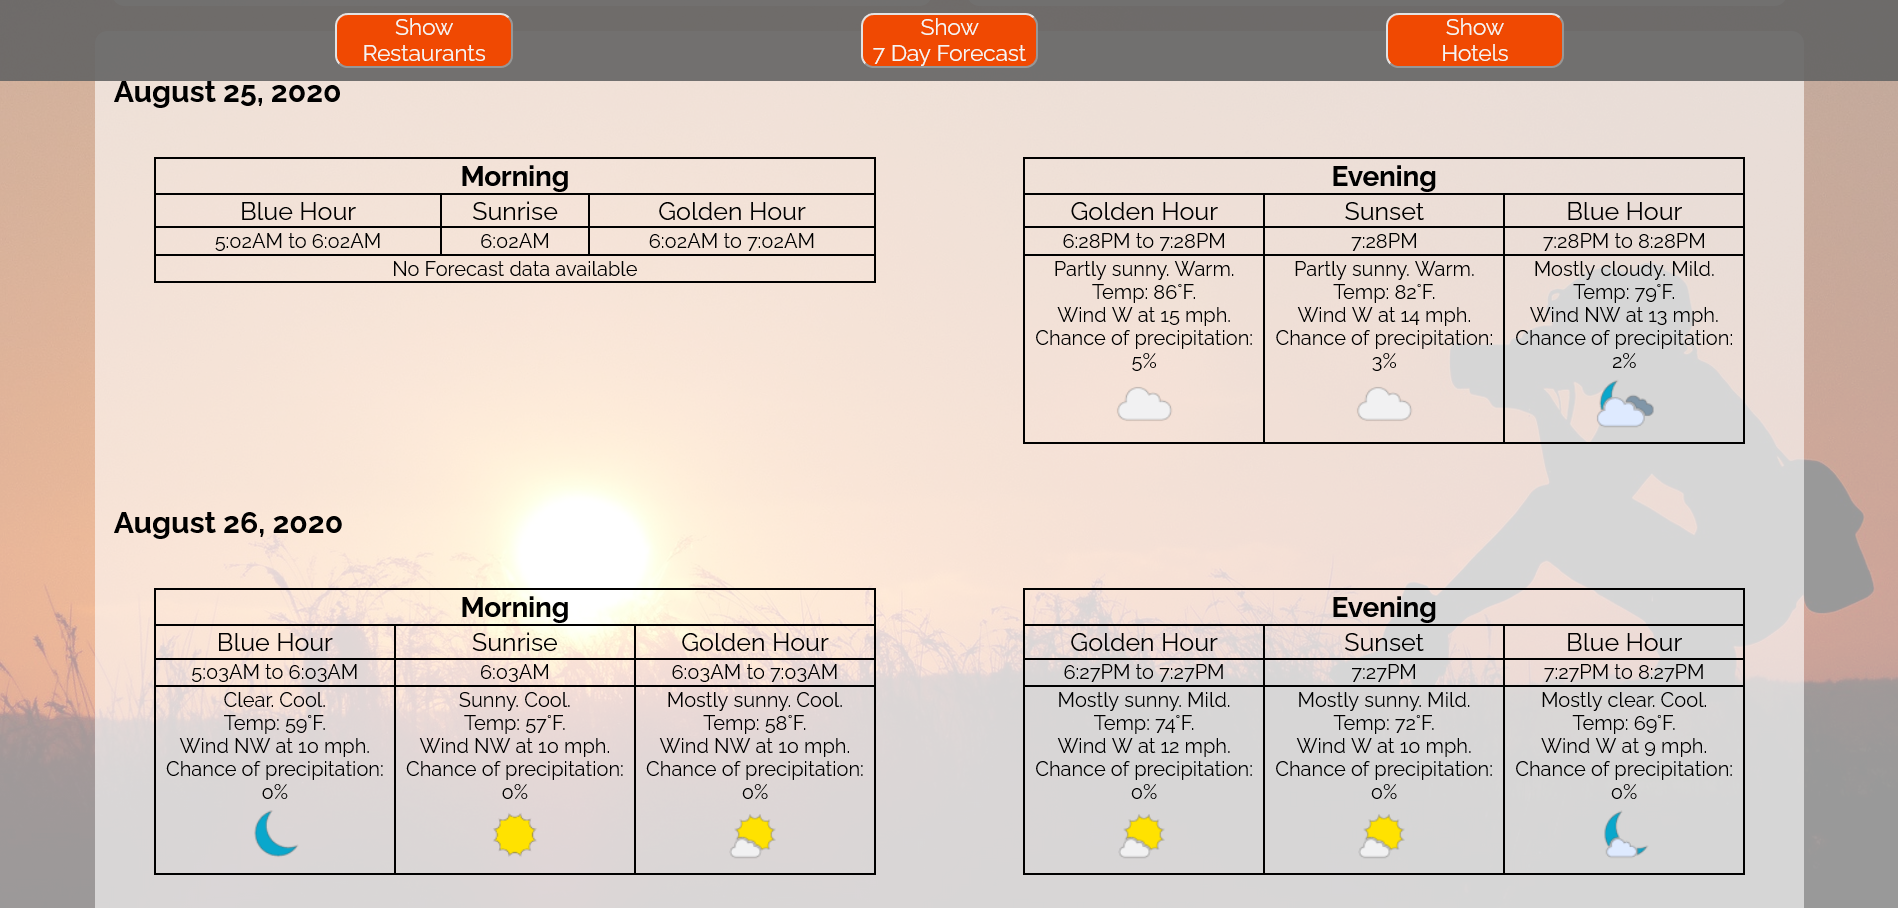 Show
Restaurants
Show
7 Day Forecast
Show
Hotels
August 25, 2020
Morning
Blue Hour
Sunrise
Golden Hour
5:02AM to 6:02AM
6:02AM
6:02AM to 7:02AM
No Forecast data available
Evening
Golden Hour
Sunset
Blue Hour
6:28PM to 7:28PM
7:28PM
7:28PM to 8:28PM
Partly sunny. Warm.
Temp: 86°F.
Wind W at 15 mph.
Chance of precipitation:
5%
Partly sunny. Warm.
Temp: 82°F.
Wind W at 14 mph.
Chance of precipitation:
3%
Mostly cloudy. Mild.
Temp: 79°F.
Wind NW at 13 mph.
Chance of precipitation:
2%
August 26, 2020
Morning
Blue Hour
Sunrise
Golden Hour
5:03AM to 6:03AM
6:03AM
6:03AM to 7:03AM
Clear. Cool.
Temp: 59°F.
Wind NW at 10 mph.
Chance of precipitation:
0%
Sunny. Cool.
Temp: 57°F.
Wind NW at 10 mph.
Chance of precipitation:
0%
Mostly sunny. Cool.
Temp: 58°F.
Wind NW at 10 mph.
Chance of precipitation:
0%
Evening
Golden Hour
Sunset
Blue Hour
6:27PM to 7:27PM
7:27PM
7:27PM to 8:27PM
Mostly sunny. Mild.
Temp: 74°F.
Wind W at 12 mph.
Chance of precipitation:
0%
Mostly sunny. Mild.
Temp: 72°F.
Wind W at 10 mph.
Chance of precipitation:
0%
Mostly clear. Cool.
Temp: 69°F.
Wind W at 9 mph.
Chance of precipitation:
0%